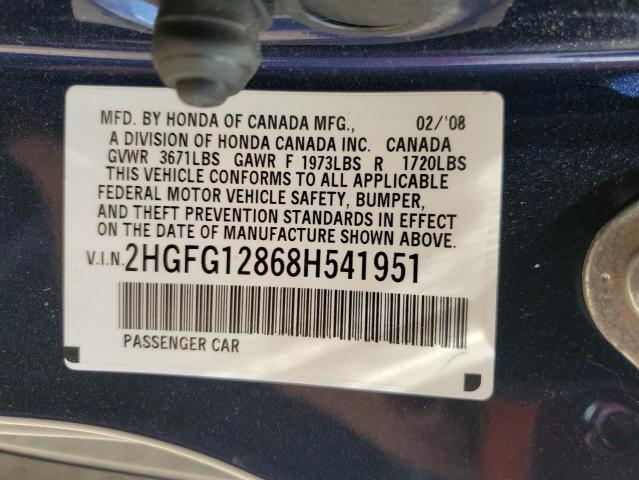 MFD. BY HONDA OF CANADA MFG., 02/'08
A DIVISION OF HONDA CANADA INC. CANADA
GVWR 3671LBS GAWR F 1973LBS R 1720LBS
THIS VEHICLE CONFORMS TO ALL APPLICABLE
FEDERAL MOTOR VEHICLE SAFETY, BUMPER,
AND THEFT PREVENTION STANDARDS IN EFFECT
ON THE DATE OF MANUFACTURE SHOWN ABOVE.
V.I.N. 2HGFG12868H541951
PASSENGER CAR